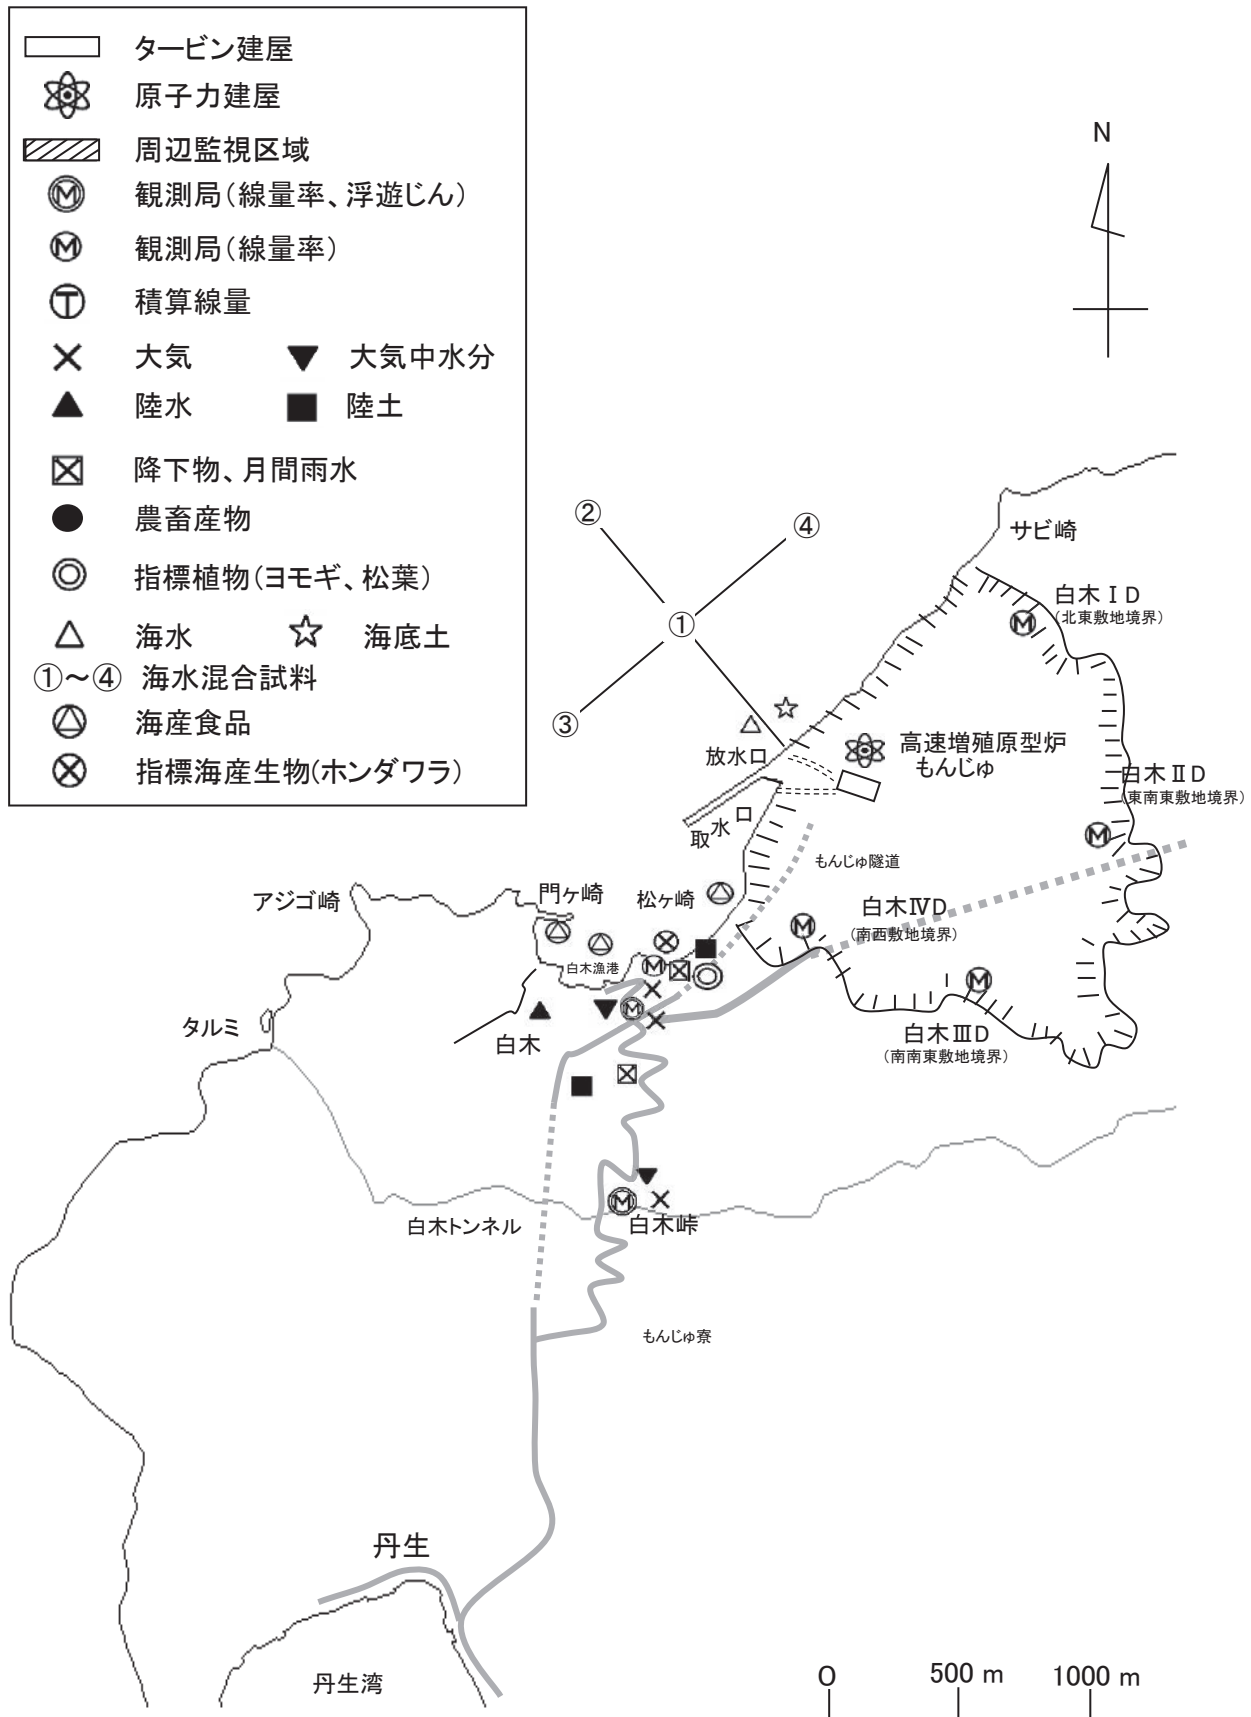 タービン建屋
原子力建屋
周辺監視区域
Ⓜ 観測局(線量率、浮遊じん)
Ⓜ 観測局(線量率)
Ⓣ 積算線量
大気
大気中水分
陸水
陸土
降下物、月間雨水
農畜産物
指標植物(ヨモギ、松葉)
海水
海底土
①～④ 海水混合試料
海産食品
指標海産生物(ホンダワラ)
N
②
④
①
③
サビ崎
白木ⅠD
(北東敷地境界)
Ⓜ
放水口
高速増殖原型炉
もんじゅ
白木ⅡD
(東南東敷地境界)
Ⓜ
取水口
もんじゅ隧道
アジゴ崎
門ヶ崎
松ヶ崎
白木ⅣD
(南西敷地境界)
Ⓜ
白木漁港
Ⓜ
Ⓜ
Ⓜ
タルミ
白木
白木ⅢD
(南南東敷地境界)
Ⓜ
白木トンネル
白木峠
もんじゅ寮
丹生
丹生湾
O
500 m
1000 m